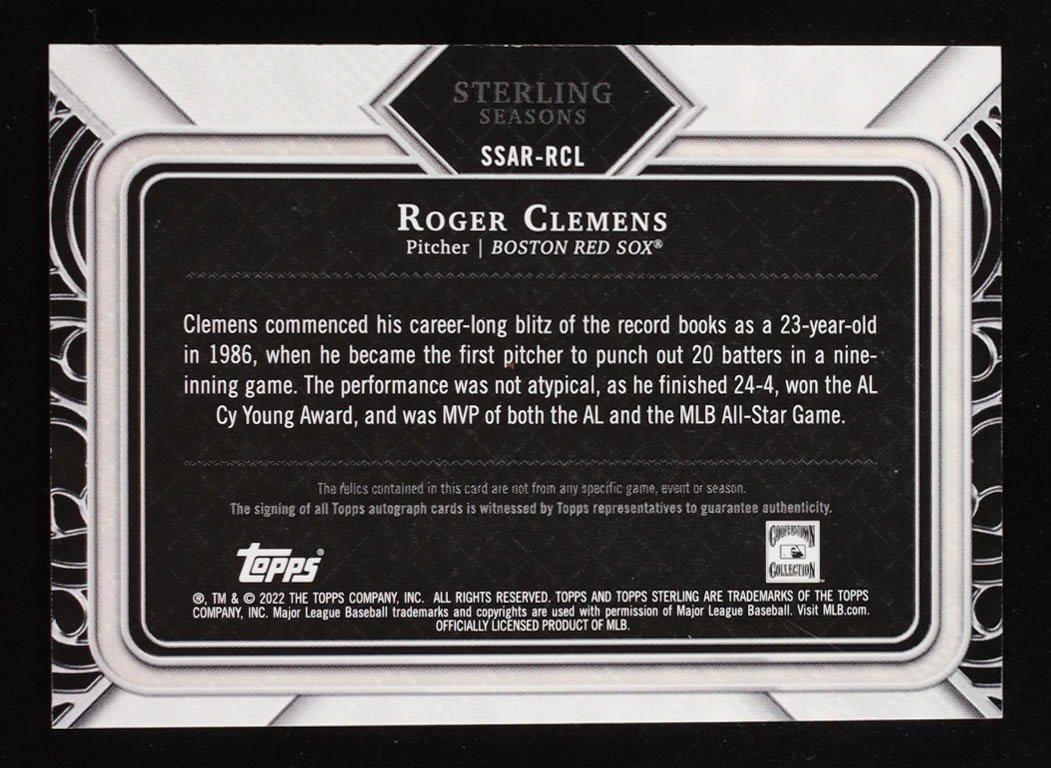 STERLING
SEASONS
SSAR-RCL
ROGER CLEMENS
Pitcher | BOSTON RED SOX®
Clemens commenced his career-long blitz of the record books as a 23-year-old
in 1986, when he became the first pitcher to punch out 20 batters in a nine-
inning game. The performance was not atypical, as he finished 24-4, won the AL
Cy Young Award, and was MVP of both the AL and the MLB All-Star Game.
The relics contained in this card are not from any specific game, event or season.
The signing of all Topps autograph cards is witnessed by Topps representatives to guarantee authenticity.
topps®
COOPERSTOWN
COLLECTION™
®, TM & © 2022 THE TOPPS COMPANY, INC. ALL RIGHTS RESERVED. TOPPS AND TOPPS STERLING ARE TRADEMARKS OF THE TOPPS
COMPANY, INC. Major League Baseball trademarks and copyrights are used with permission of Major League Baseball. Visit MLB.com.
OFFICIALLY LICENSED PRODUCT OF MLB.